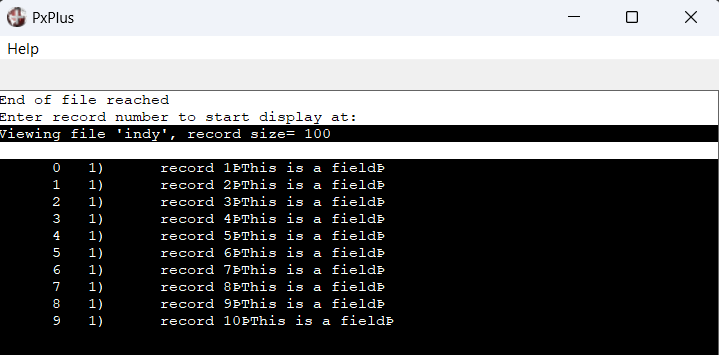 PxPlus
Help
End of file reached
Enter record number to start display at:
Viewing file 'indy', record size= 100
0 1) record 1ÞThis is a fieldÞ
1 1) record 2ÞThis is a fieldÞ
2 1) record 3ÞThis is a fieldÞ
3 1) record 4ÞThis is a fieldÞ
4 1) record 5ÞThis is a fieldÞ
5 1) record 6ÞThis is a fieldÞ
6 1) record 7ÞThis is a fieldÞ
7 1) record 8ÞThis is a fieldÞ
8 1) record 9ÞThis is a fieldÞ
9 1) record 10ÞThis is a fieldÞ